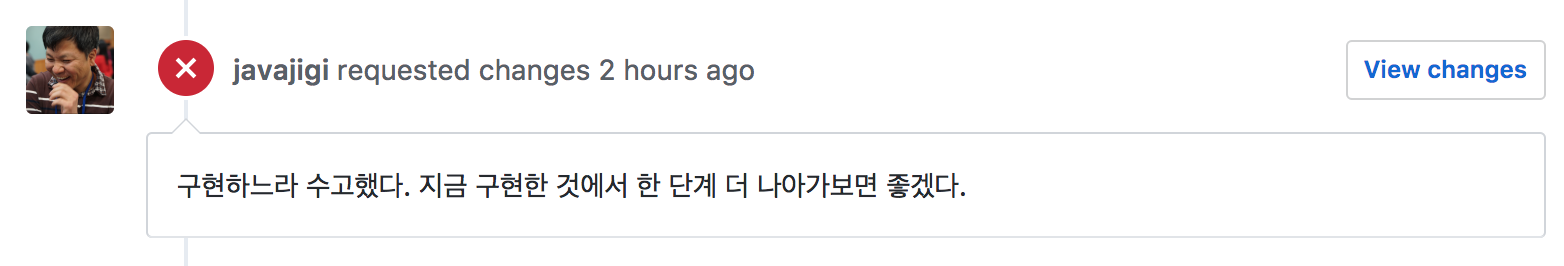 javajigi requested changes 2 hours ago
View changes
구현하느라 수고했다. 지금 구현한 것에서 한 단계 더 나아가보면 좋겠다.